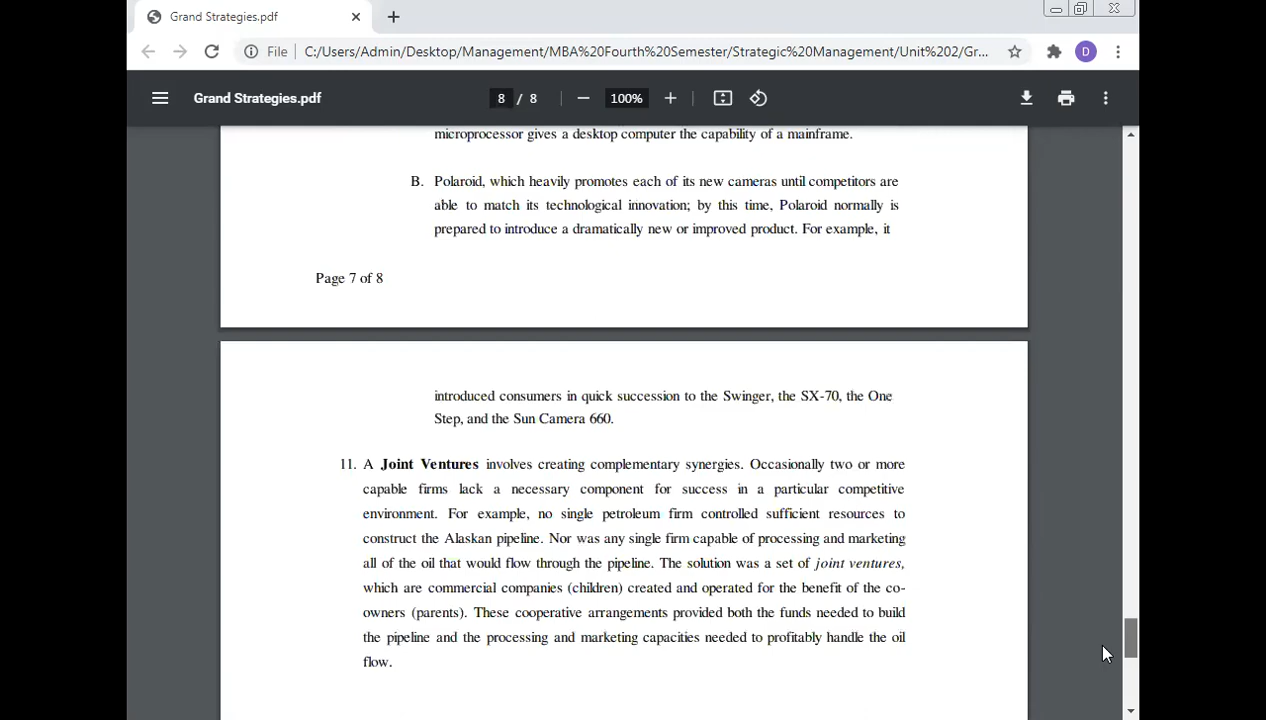 Grand Strategies.pdf
File
C:/Users/Admin/Desktop/Management/MBA%20Fourth%20Semester/Strategic%20Management/Unit%202/Gr...
D
Grand Strategies.pdf
8 / 8
100%
microprocessor gives a desktop computer the capability of a mainframe.
B. Polaroid, which heavily promotes each of its new cameras until competitors are
able to match its technological innovation; by this time, Polaroid normally is
prepared to introduce a dramatically new or improved product. For example, it
Page 7 of 8
introduced consumers in quick succession to the Swinger, the SX-70, the One
Step, and the Sun Camera 660.
11. A Joint Ventures involves creating complementary synergies. Occasionally two or more
capable firms lack a necessary component for success in a particular competitive
environment. For example, no single petroleum firm controlled sufficient resources to
construct the Alaskan pipeline. Nor was any single firm capable of processing and marketing
all of the oil that would flow through the pipeline. The solution was a set of joint ventures,
which are commercial companies (children) created and operated for the benefit of the co-
owners (parents). These cooperative arrangements provided both the funds needed to build
the pipeline and the processing and marketing capacities needed to profitably handle the oil
flow.